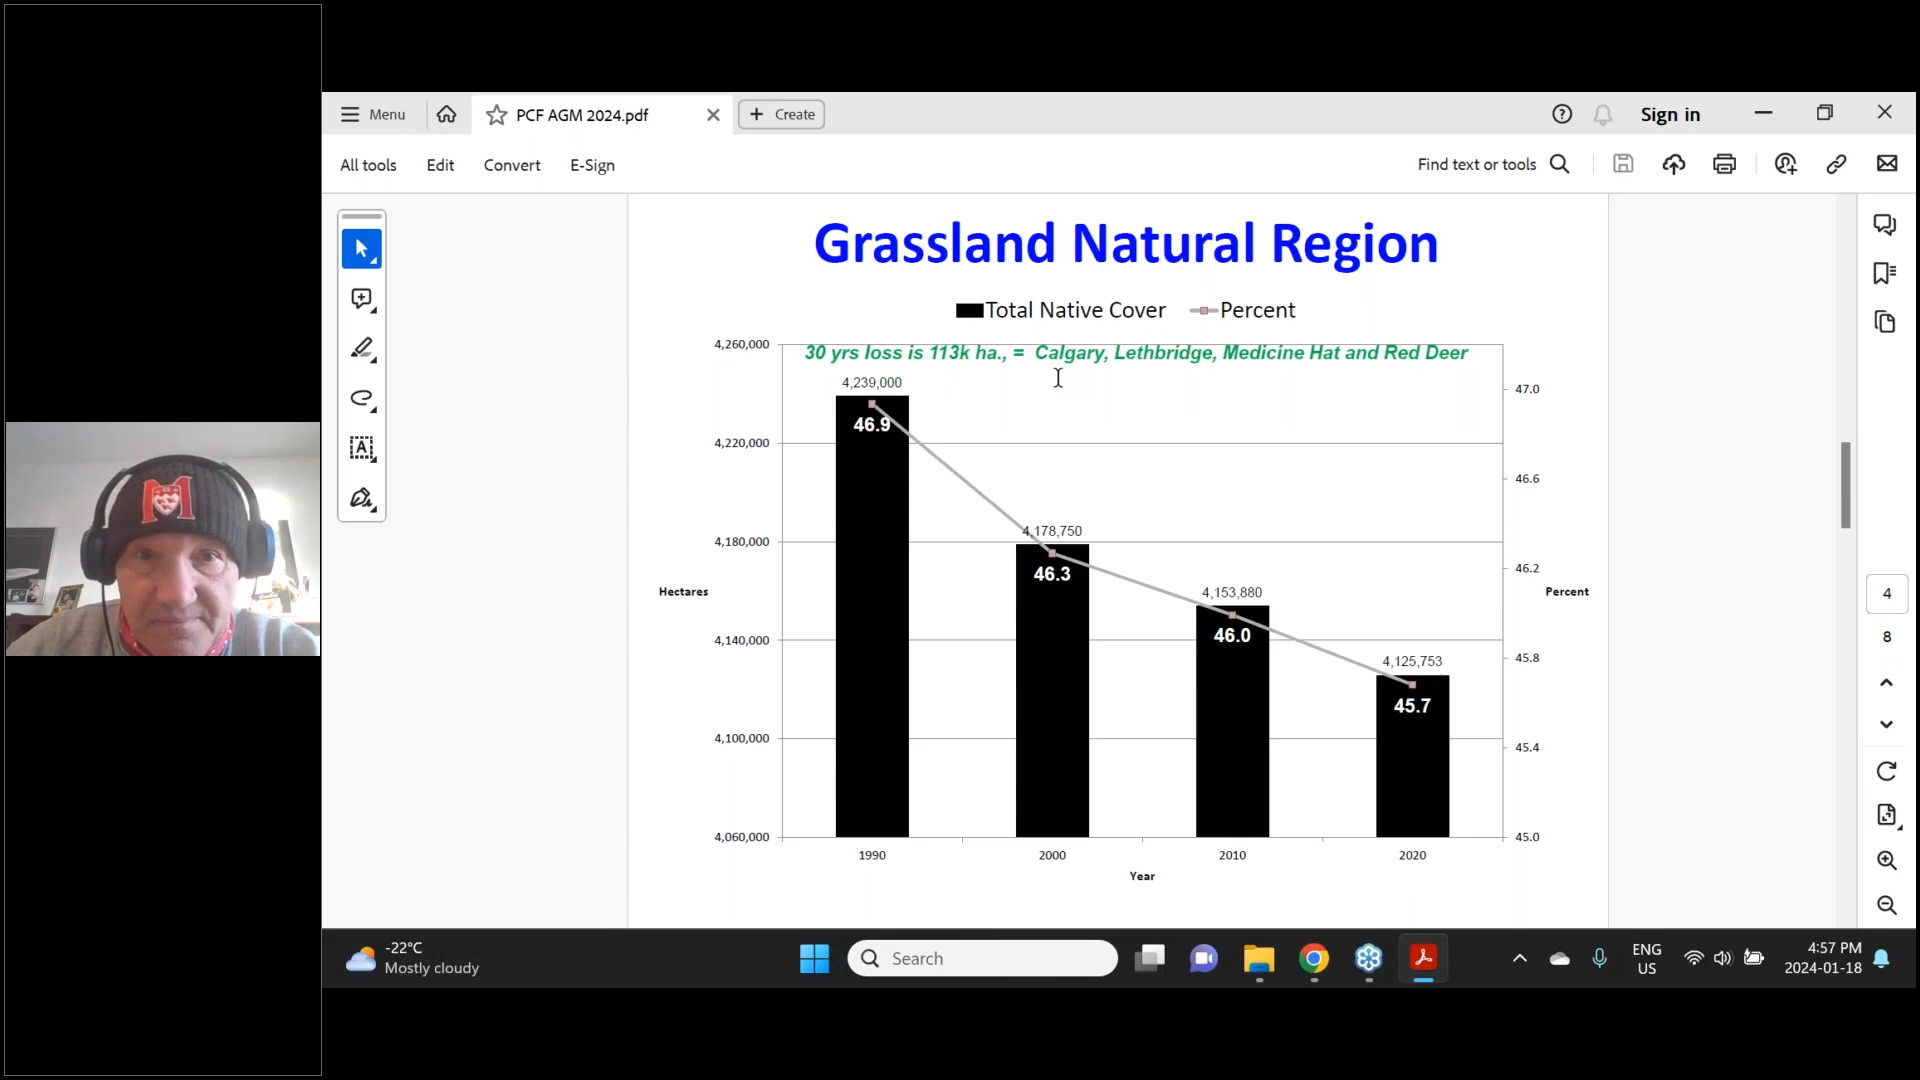 Menu
PCF AGM 2024.pdf
Create
Sign in
All tools
Edit
Convert
E-Sign
Find text or tools
Grassland Natural Region
Total Native Cover
Percent
30 yrs loss is 113k ha., = Calgary, Lethbridge, Medicine Hat and Red Deer
4,260,000
4,220,000
4,180,000
4,140,000
4,100,000
4,060,000
Hectares
4,239,000
46.9
4,178,750
46.3
4,153,880
46.0
4,125,753
45.7
47.0
46.6
46.2
45.8
45.4
45.0
Percent
1990
2000
2010
2020
Year
M
A
4
8
-22°C
Mostly cloudy
Search
ENG
US
4:57 PM
2024-01-18